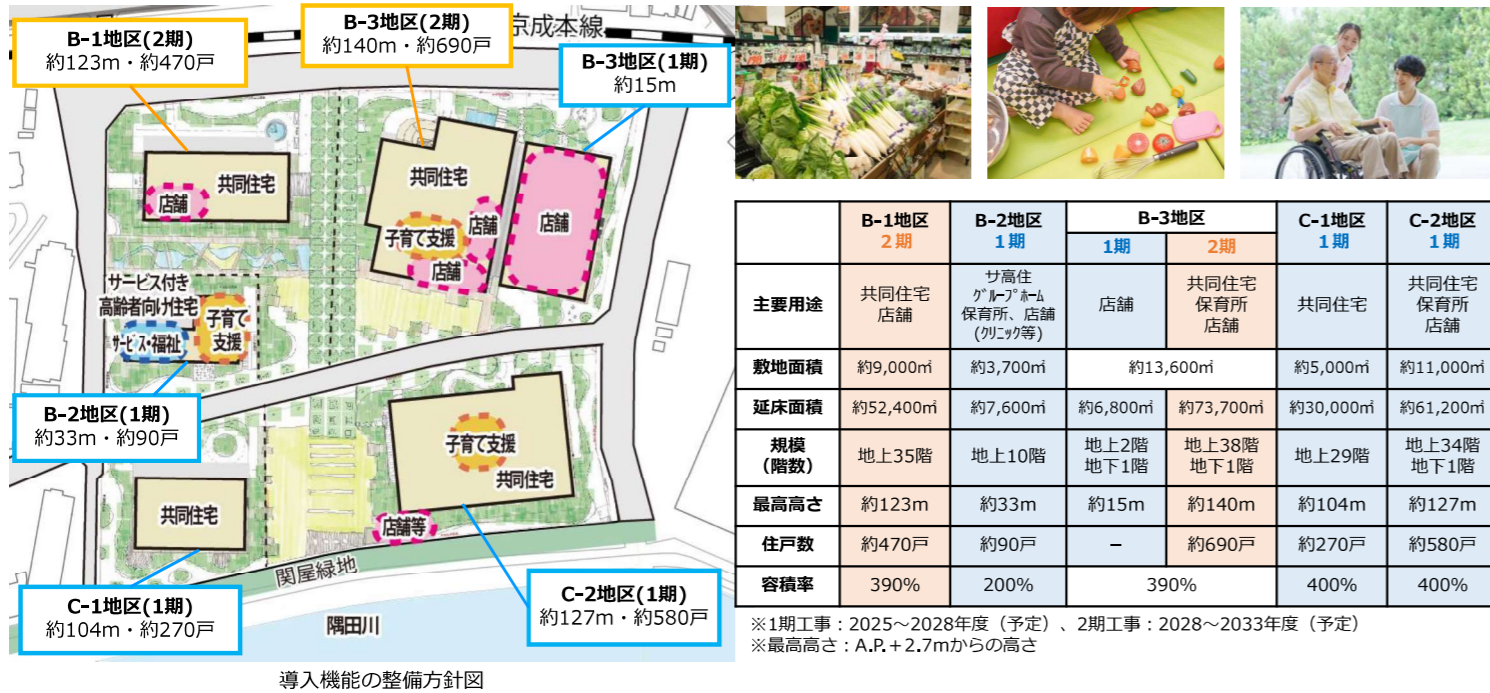 京成本線
B-1地区(2期)
約123m・約470戸
B-3地区(2期)
約140m・約690戸
B-3地区(1期)
約15m
共同住宅
店舗
共同住宅
子育て支援
店舗
店舗
店舗
サービス付き
高齢者向け住宅
子育て
支援
サービス・福祉
B-2地区(1期)
約33m・約90戸
子育て支援
共同住宅
共同住宅
店舗等
関屋緑地
C-1地区(1期)
約104m・約270戸
C-2地区(1期)
約127m・約580戸
隅田川
導入機能の整備方針図
B-1地区 B-2地区 B-3地区 C-1地区 C-2地区
2期 1期 1期 2期 1期 1期
主要用途
共同住宅
店舗
サ高住
グループホーム
保育所、店舗
(クリニック等)
店舗
共同住宅
保育所
店舗
共同住宅
共同住宅
保育所
店舗
敷地面積 約9,000㎡ 約3,700㎡ 約13,600㎡ 約5,000㎡ 約11,000㎡
延床面積 約52,400㎡ 約7,600㎡ 約6,800㎡ 約73,700㎡ 約30,000㎡ 約61,200㎡
規模
(階数)
地上35階
地上10階
地上2階
地下1階
地上38階
地下1階
地上29階
地上34階
地下1階
最高高さ 約123m 約33m 約15m 約140m 約104m 約127m
住戸数 約470戸 約90戸 － 約690戸 約270戸 約580戸
容積率 390% 200% 390% 400% 400%
※1期工事：2025～2028年度（予定）、2期工事：2028～2033年度（予定）
※最高高さ：A.P.＋2.7mからの高さ